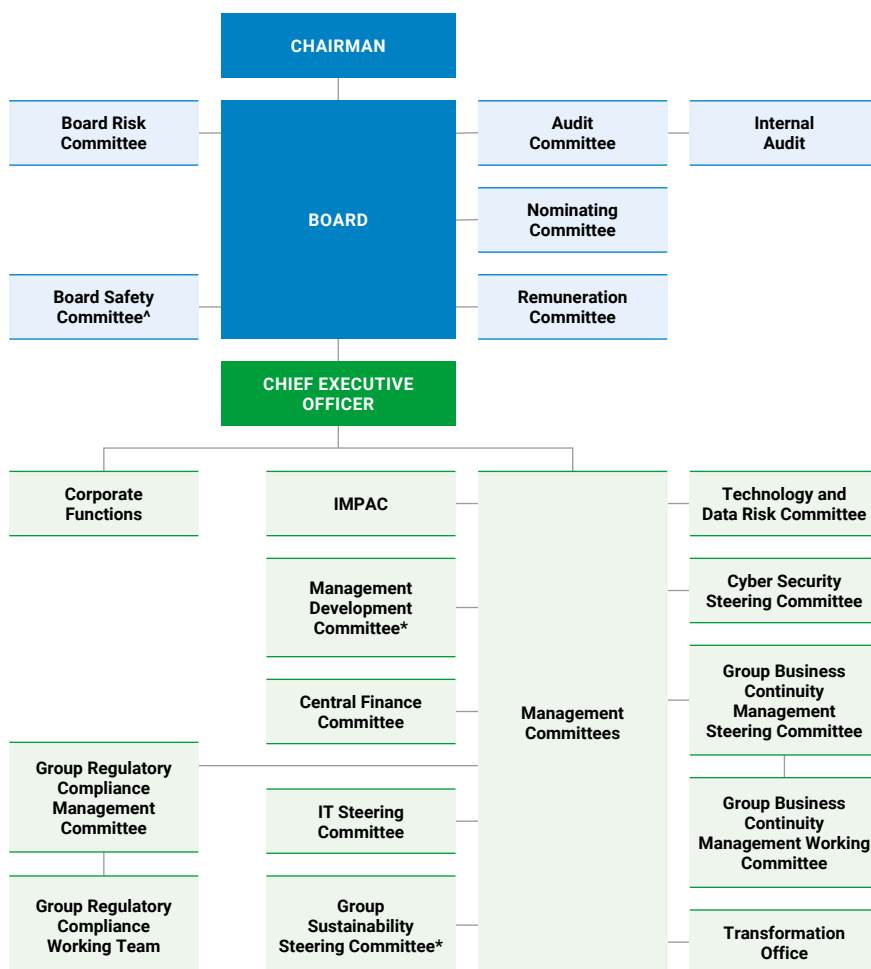 CHAIRMAN
Board Risk
Committee
BOARD
Audit
Committee
Internal
Audit
Nominating
Committee
Board Safety
Committee^
Remuneration
Committee
CHIEF EXECUTIVE
OFFICER
Corporate
Functions
IMPAC
Management
Committees
Technology and
Data Risk Committee
Management
Development
Committee*
Cyber Security
Steering Committee
Central Finance
Committee
Group Business
Continuity
Management
Steering Committee
Group Regulatory
Compliance
Management
Committee
IT Steering
Committee
Group Business
Continuity
Management Working
Committee
Group Regulatory
Compliance
Working Team
Group
Sustainability
Steering Committee*
Transformation
Office